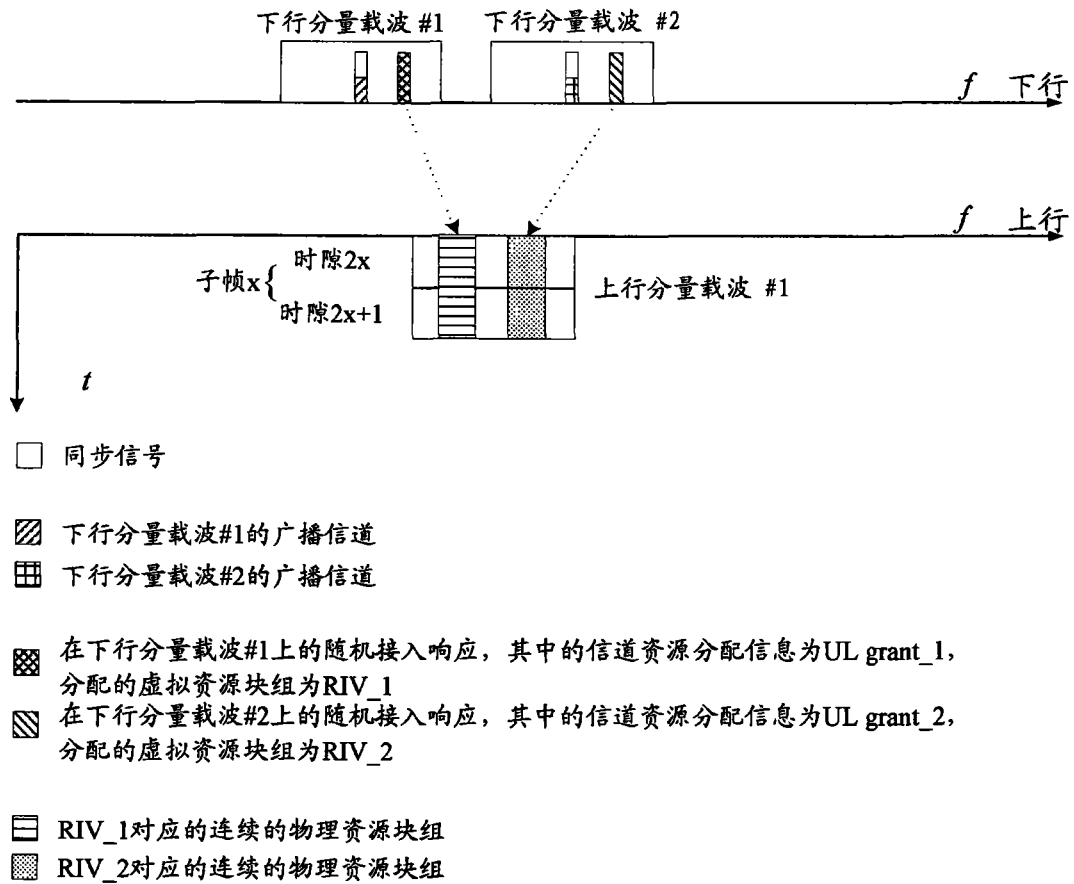 下行分量载波 #1
下行分量载波 #2
f 下行
f 上行
子帧x{
时隙2x
时隙2x+1
上行分量载波 #1
t
同步信号
下行分量载波#1的广播信道
下行分量载波#2的广播信道
在下行分量载波#1上的随机接入响应，其中的信道资源分配信息为UL grant_1，
分配的虚拟资源块组为RIV_1
在下行分量载波#2上的随机接入响应，其中的信道资源分配信息为UL grant_2，
分配的虚拟资源块组为RIV_2
RIV_1对应的连续的物理资源块组
RIV_2对应的连续的物理资源块组